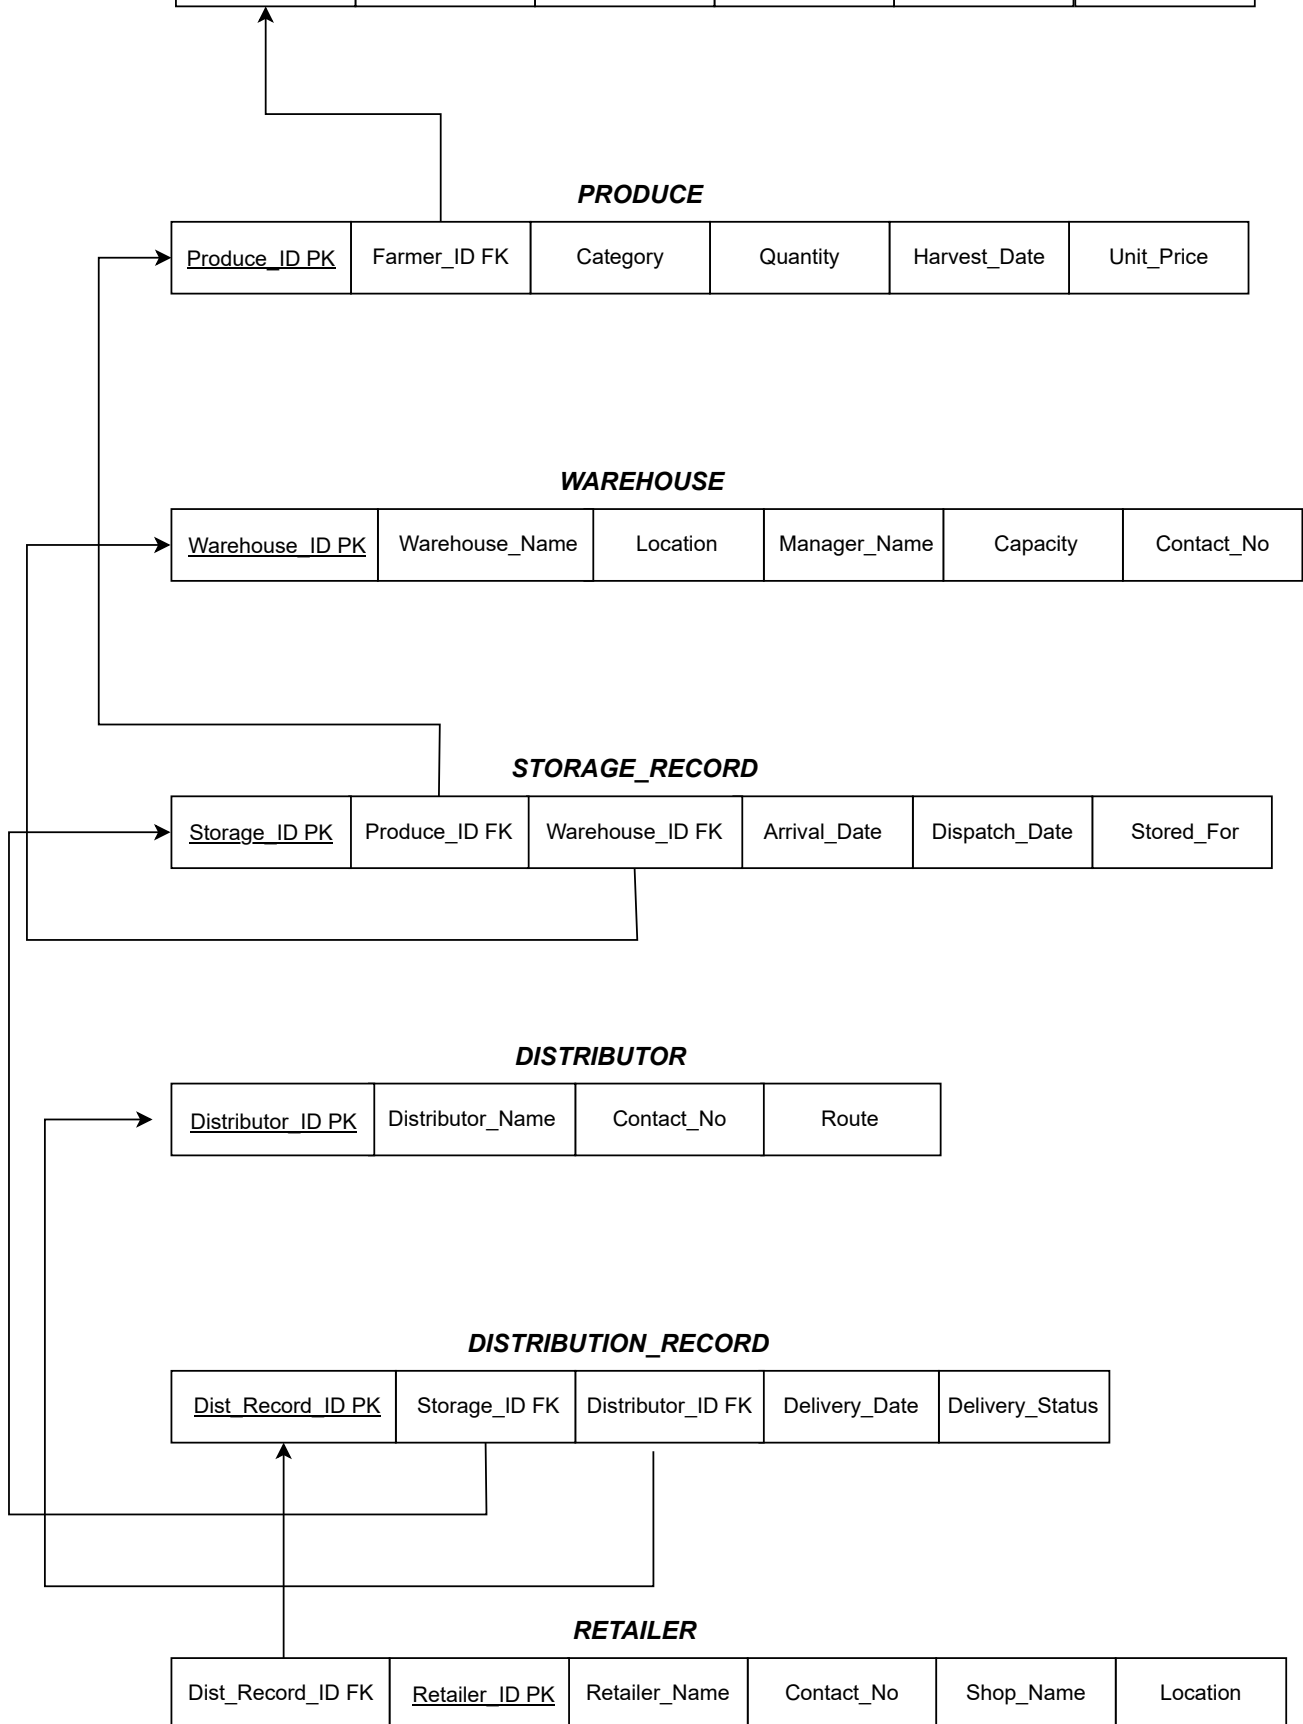 PRODUCE
Produce_ID PK Farmer_ID FK Category Quantity Harvest_Date Unit_Price
WAREHOUSE
Warehouse_ID PK Warehouse_Name Location Manager_Name Capacity Contact_No
STORAGE_RECORD
Storage_ID PK Produce_ID FK Warehouse_ID FK Arrival_Date Dispatch_Date Stored_For
DISTRIBUTOR
Distributor_ID PK Distributor_Name Contact_No Route
DISTRIBUTION_RECORD
Dist_Record_ID PK Storage_ID FK Distributor_ID FK Delivery_Date Delivery_Status
RETAILER
Dist_Record_ID FK Retailer_ID PK Retailer_Name Contact_No Shop_Name Location